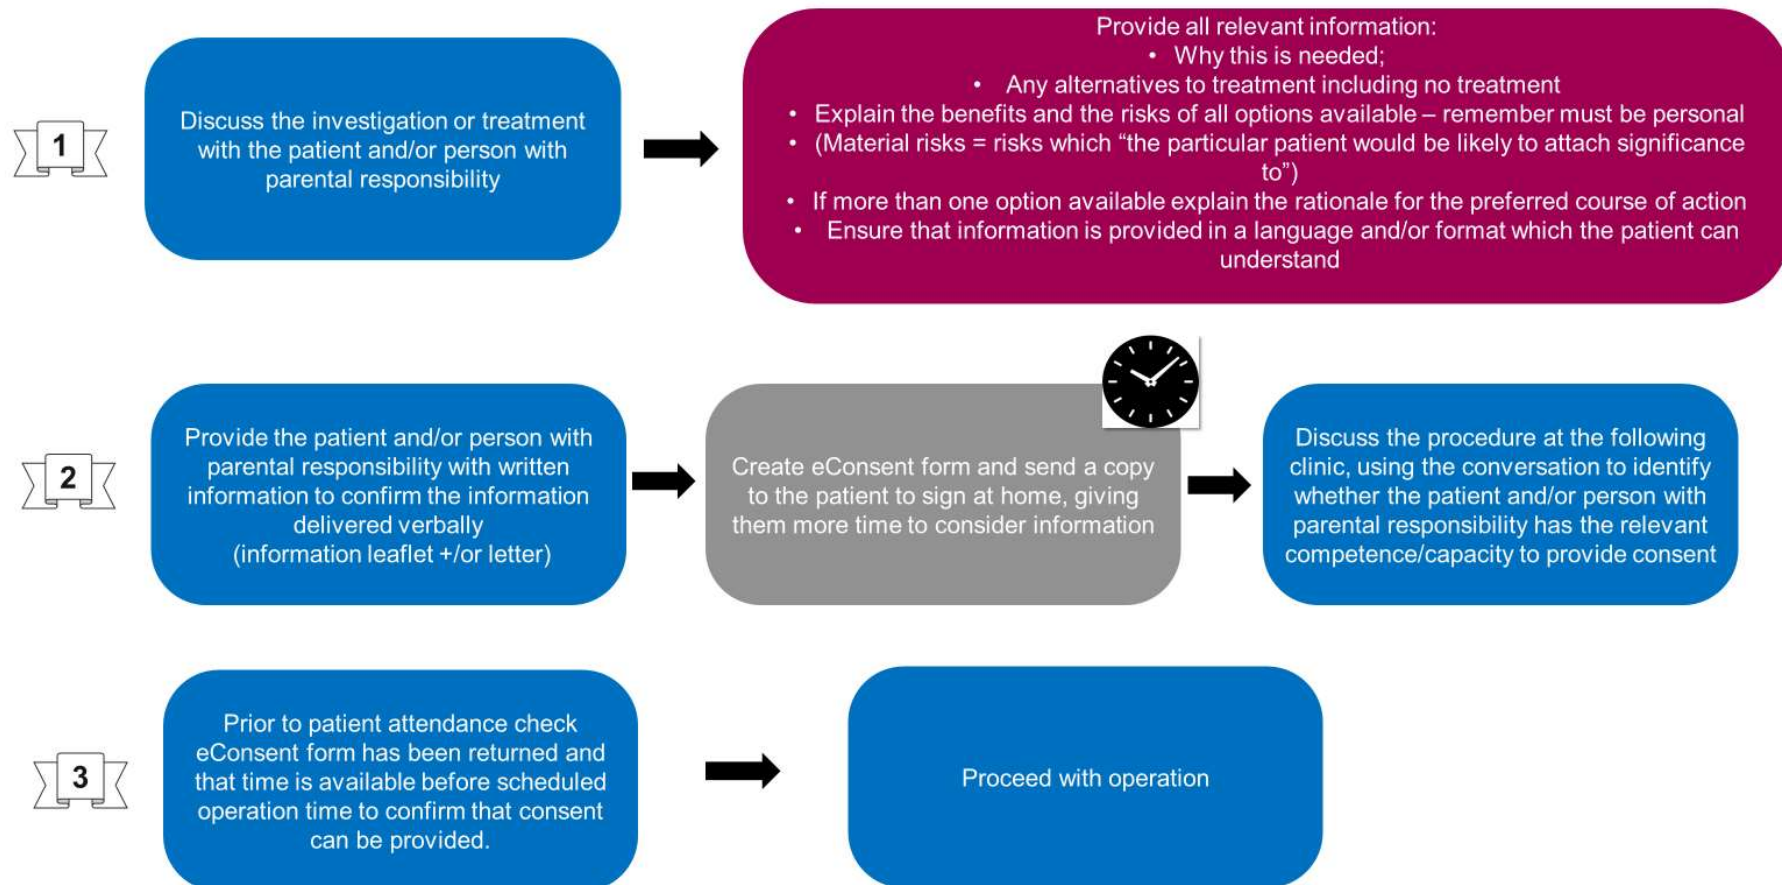 1
Discuss the investigation or treatment
with the patient and/or person with
parental responsibility
Provide all relevant information:
• Why this is needed;
• Any alternatives to treatment including no treatment
• Explain the benefits and the risks of all options available – remember must be personal
• (Material risks = risks which “the particular patient would be likely to attach significance
to”)
• If more than one option available explain the rationale for the preferred course of action
• Ensure that information is provided in a language and/or format which the patient can
understand
2
Provide the patient and/or person with
parental responsibility with written
information to confirm the information
delivered verbally
(information leaflet +/or letter)
Create eConsent form and send a copy
to the patient to sign at home, giving
them more time to consider information
Discuss the procedure at the following
clinic, using the conversation to identify
whether the patient and/or person with
parental responsibility has the relevant
competence/capacity to provide consent
3
Prior to patient attendance check
eConsent form has been returned and
that time is available before scheduled
operation time to confirm that consent
can be provided.
Proceed with operation